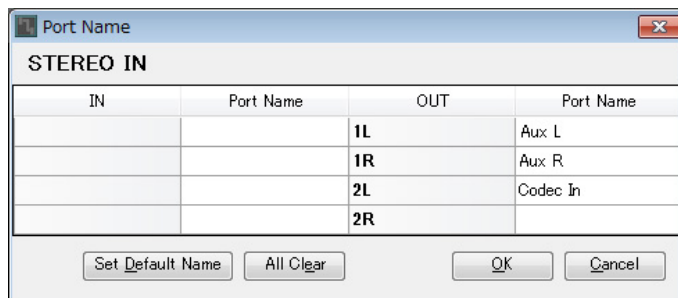 Port Name
STEREO IN
IN Port Name OUT Port Name
1L Aux L
1R Aux R
2L Codec In
2R
Set Default Name All Clear OK Cancel